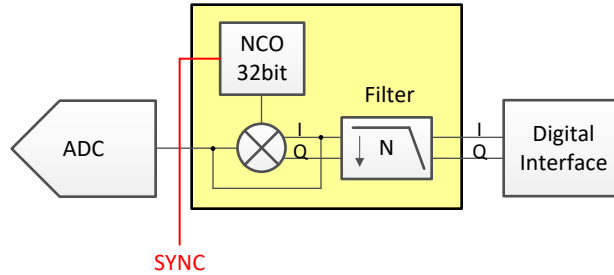 NCO
32bit
Filter
ADC
I
Q
N
I
Q
Digital
Interface
SYNC